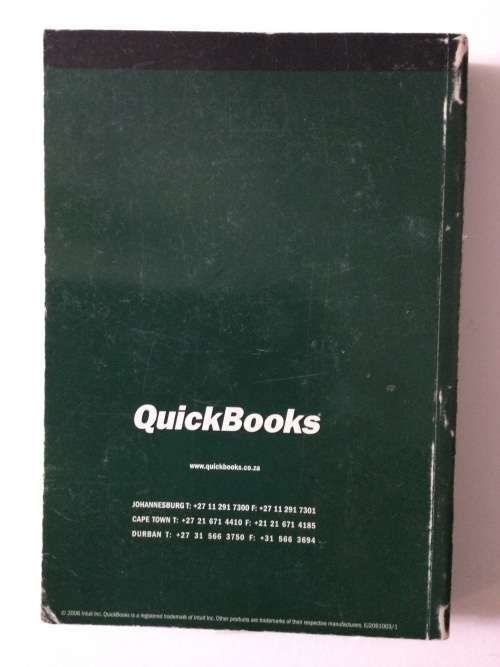 QuickBooks
www.quickbooks.co.za
JOHANNESBURG T: +27 11 291 7300 F: +27 11 291 7301
CAPE TOWN T: +27 21 671 4410 F: +21 21 671 4185
DURBAN T: +27 31 566 3750 F: +31 566 3694
© 2006 Intuit Inc. QuickBooks is a registered trademark of Intuit Inc. Other products are trademarks of their respective manufacturers. E/2061003/1